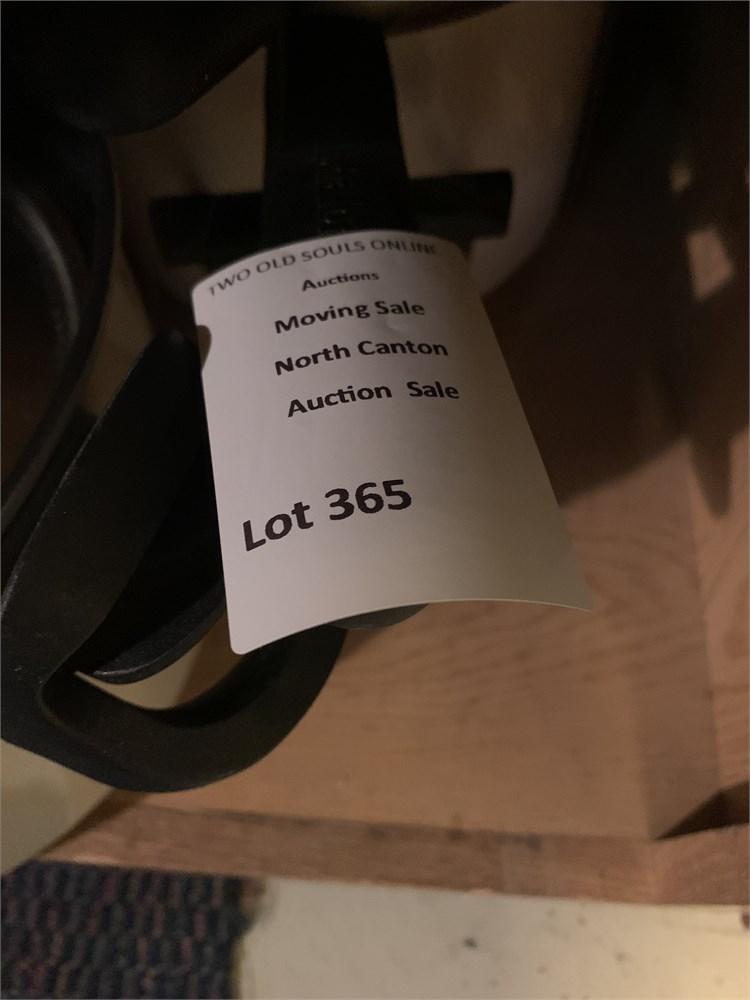 TWO OLD SOULS ONLINE
Auctions
Moving Sale
North Canton
Auction Sale
Lot 365